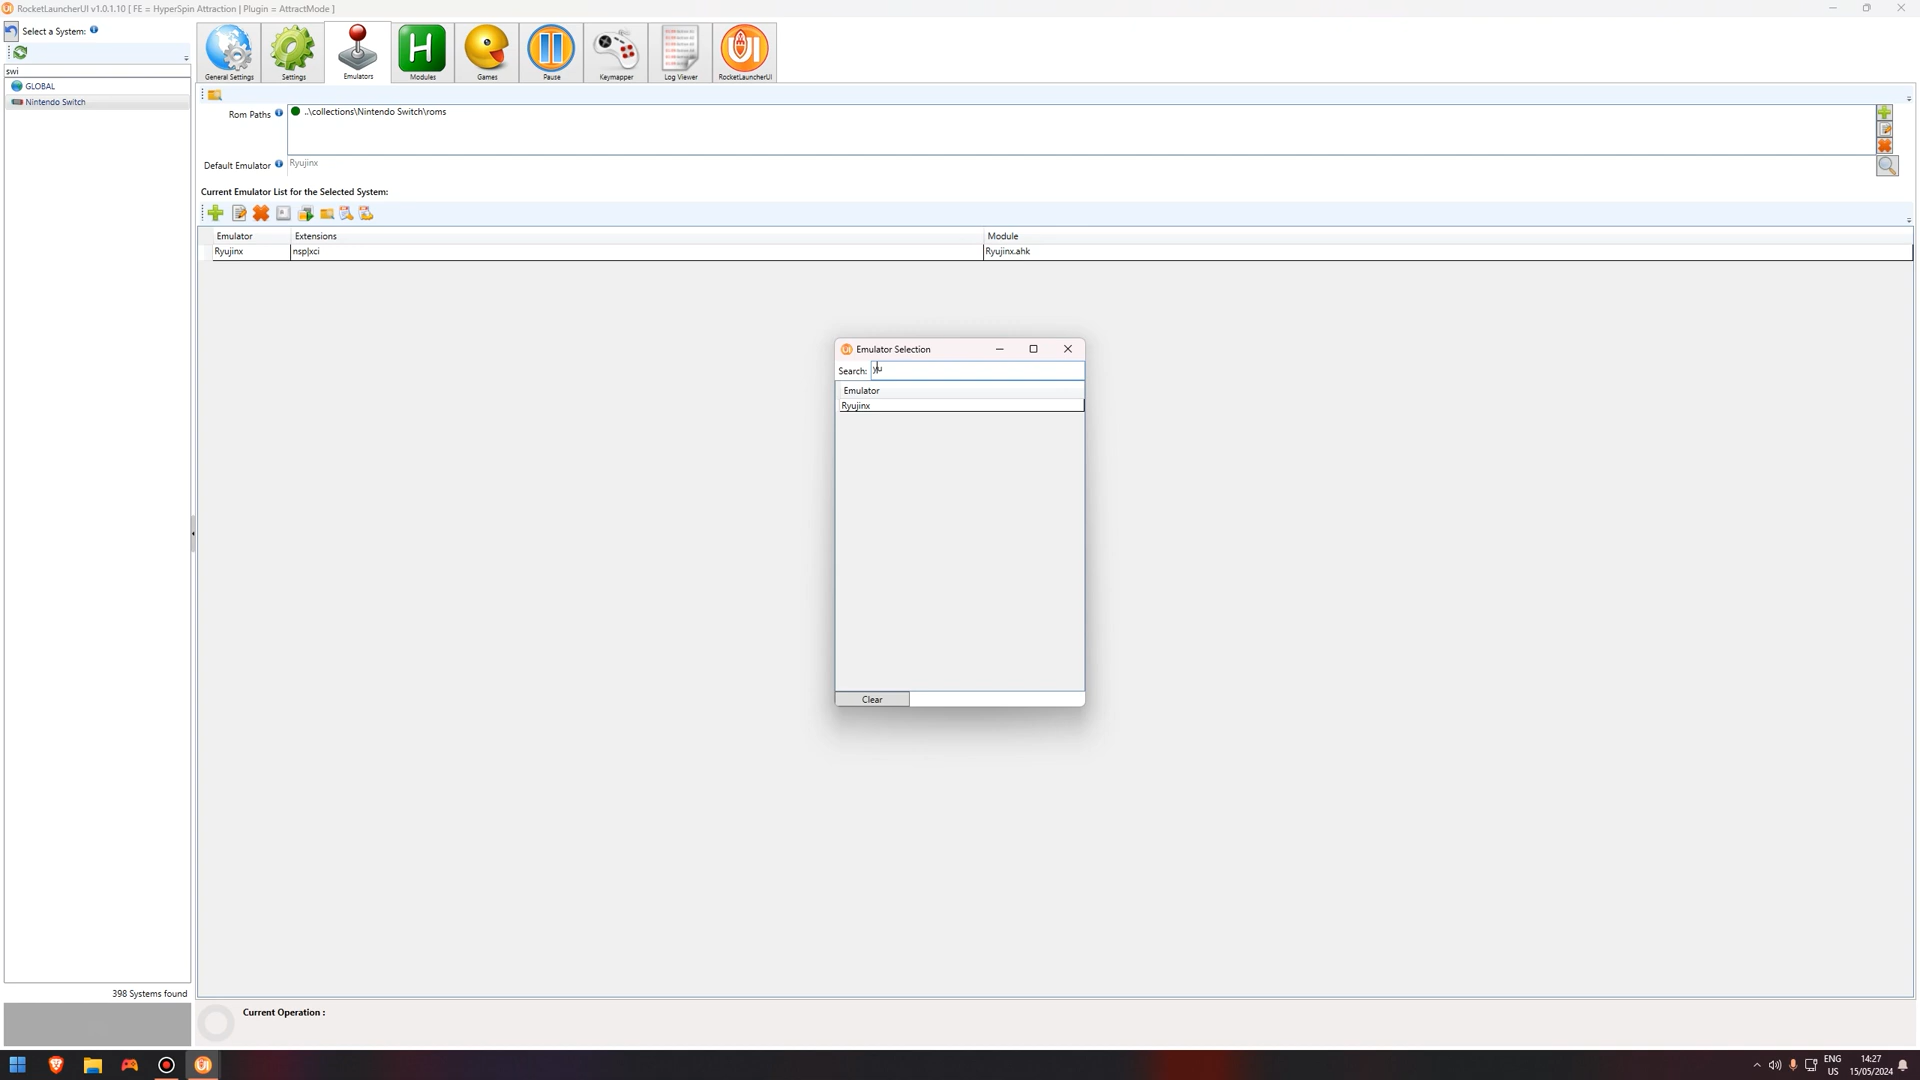 RocketLauncherUI v1.0.1.10 [ FE = HyperSpin Attraction | Plugin = AttractMode ]
Select a System:
swi
GLOBAL
Nintendo Switch
398 Systems found
General Settings
Settings
Emulators
Modules
Games
Pause
Keymapper
Log Viewer
RocketLauncherUI
Rom Paths
..\collections\Nintendo Switch\roms
Default Emulator
Ryujinx
Current Emulator List for the Selected System:
Emulator Extensions Module
Ryujinx nsp|xci Ryujinx.ahk
Emulator Selection
Search: yu
Emulator
Ryujinx
Clear
Current Operation :
ENG
US
14:27
15/05/2024